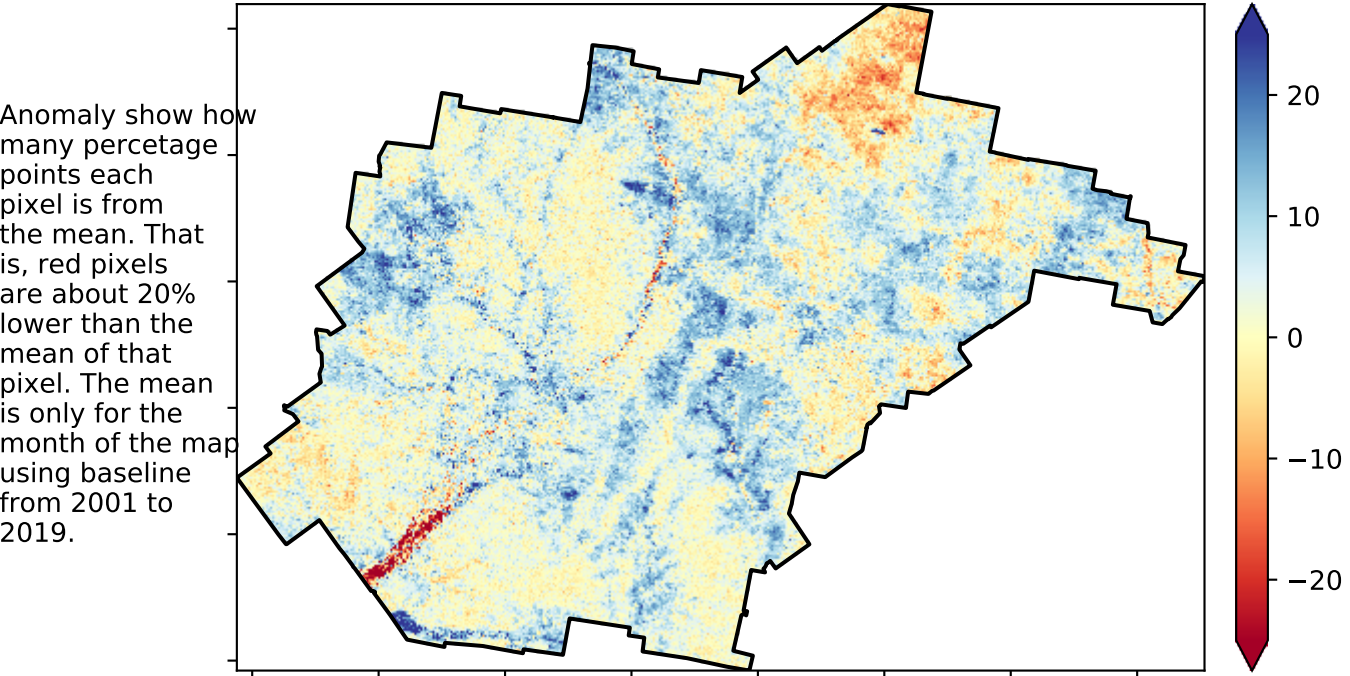 Anomaly show how
many percetage
points each
pixel is from
the mean. That
is, red pixels
are about 20%
lower than the
mean of that
pixel. The mean
is only for the
month of the map
using baseline
from 2001 to
2019.
20
10
0
−10
−20